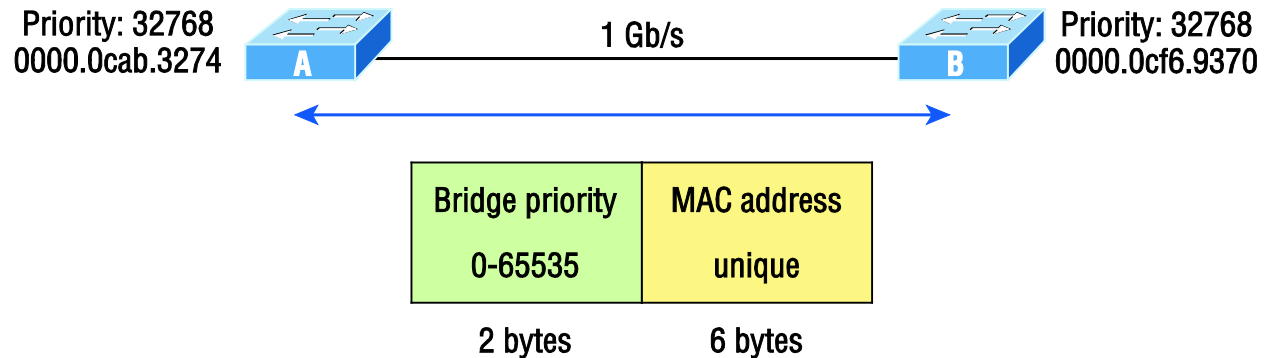 Priority: 32768
0000.0cab.3274
A
1 Gb/s
B
Priority: 32768
0000.0cf6.9370
Bridge priority
0-65535
MAC address
unique
2 bytes
6 bytes